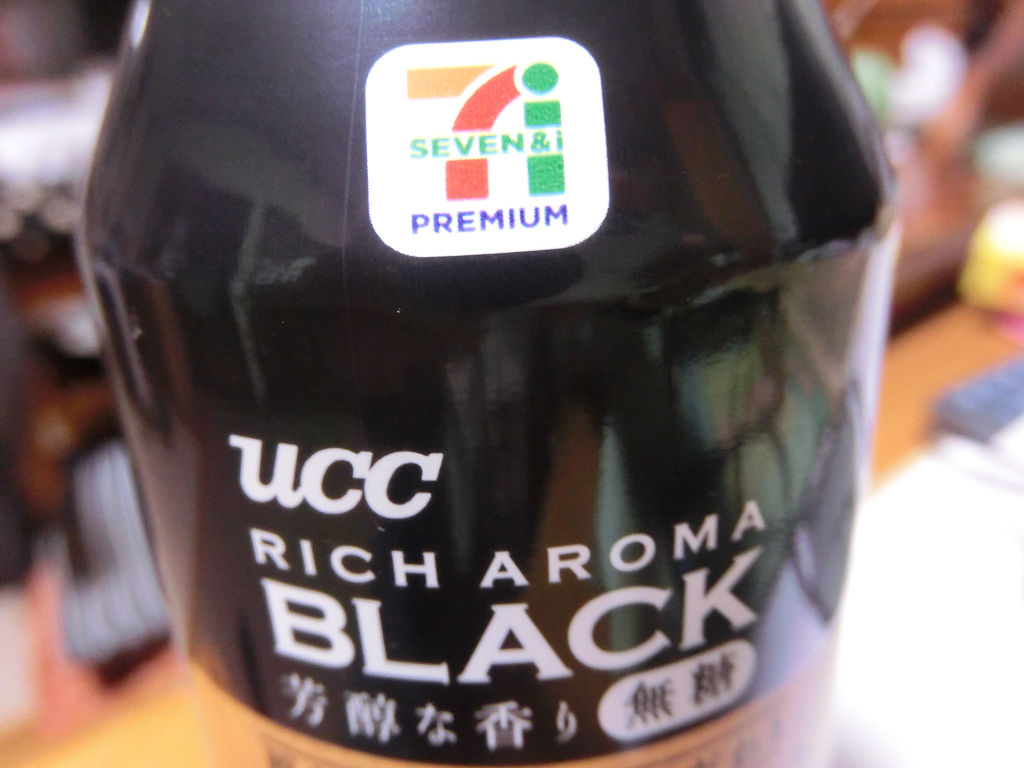 SEVEN&i
PREMIUM
ucc
RICH AROMA
BLACK
芳醇な香り 無糖